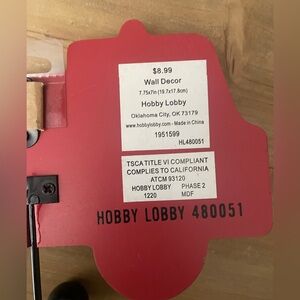 $8.99
Wall Decor
7.75x7in (19.7x17.8cm)
Hobby Lobby
Oklahoma City, OK 73179
www.hobbylobby.com - Made in China
1951599
HL480051
TSCA TITLE VI COMPLIANT
COMPLIES TO CALIFORNIA
ATCM 93120
HOBBY LOBBY PHASE 2
1220 MDF
HOBBY LOBBY 480051